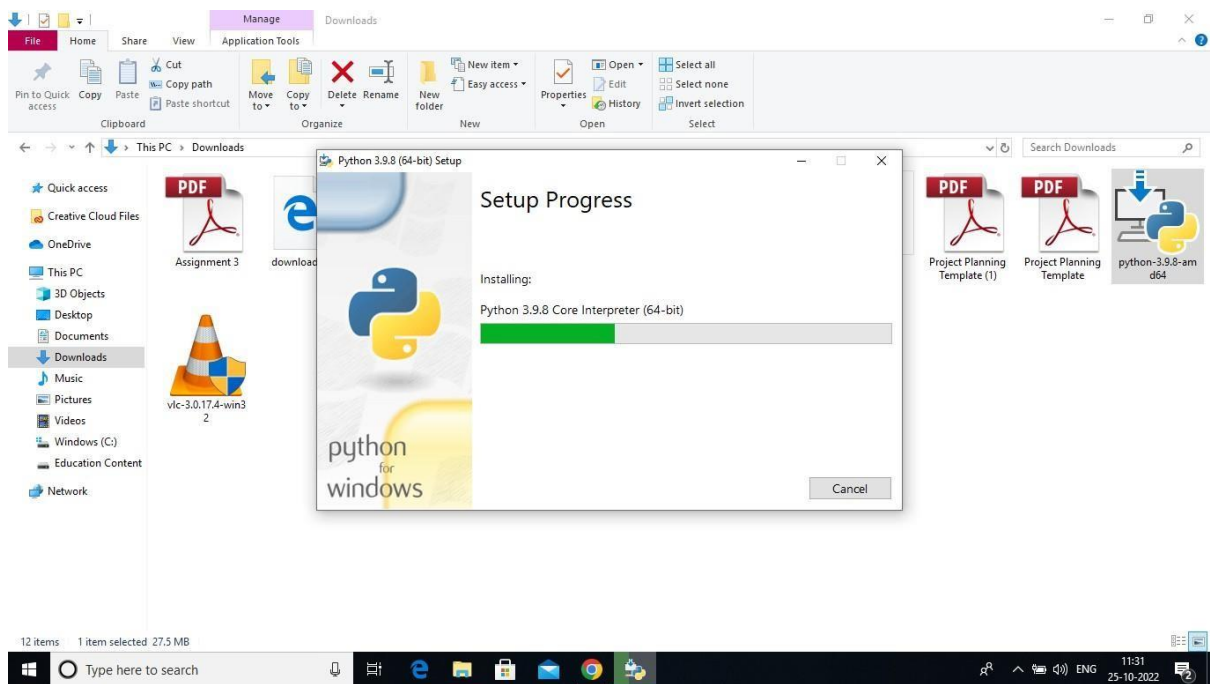 Manage
Downloads
File
Home
Share
View
Application Tools
Pin to Quick access
Copy
Paste
Cut
Copy path
Paste shortcut
Clipboard
Move to
Copy to
Delete
Rename
Organize
New folder
New item
Easy access
New
Properties
Open
Edit
History
Open
Select all
Select none
Invert selection
Select
This PC > Downloads
Search Downloads
Quick access
Creative Cloud Files
OneDrive
This PC
3D Objects
Desktop
Documents
Downloads
Music
Pictures
Videos
Windows (C:)
Education Content
Network
PDF
Assignment 3
download
vlc-3.0.17.4-win3
2
PDF
Project Planning
Template (1)
PDF
Project Planning
Template
python-3.9.8-am
d64
Python 3.9.8 (64-bit) Setup
Setup Progress
Installing:
Python 3.9.8 Core Interpreter (64-bit)
python
for
windows
Cancel
12 items 1 item selected 27.5 MB
Type here to search
ENG
11:31
25-10-2022
2